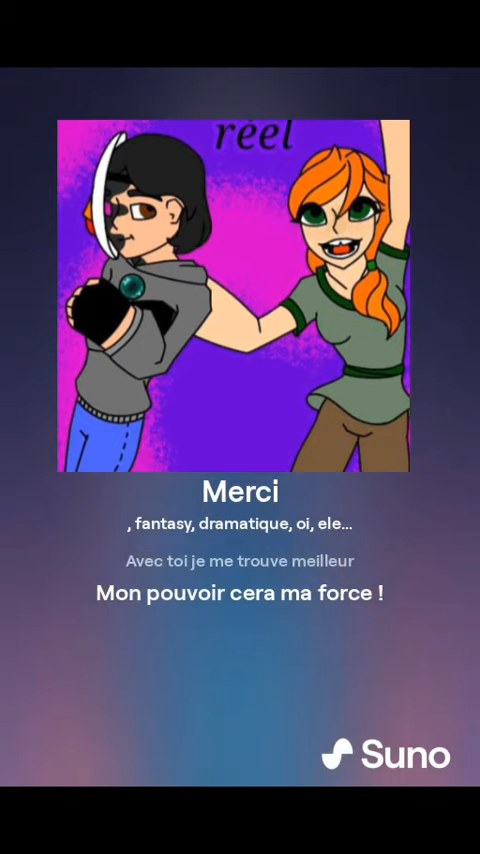 réel
Merci
, fantasy, dramatique, oi, ele...
Avec toi je me trouve meilleur
Mon pouvoir cera ma force !
Suno